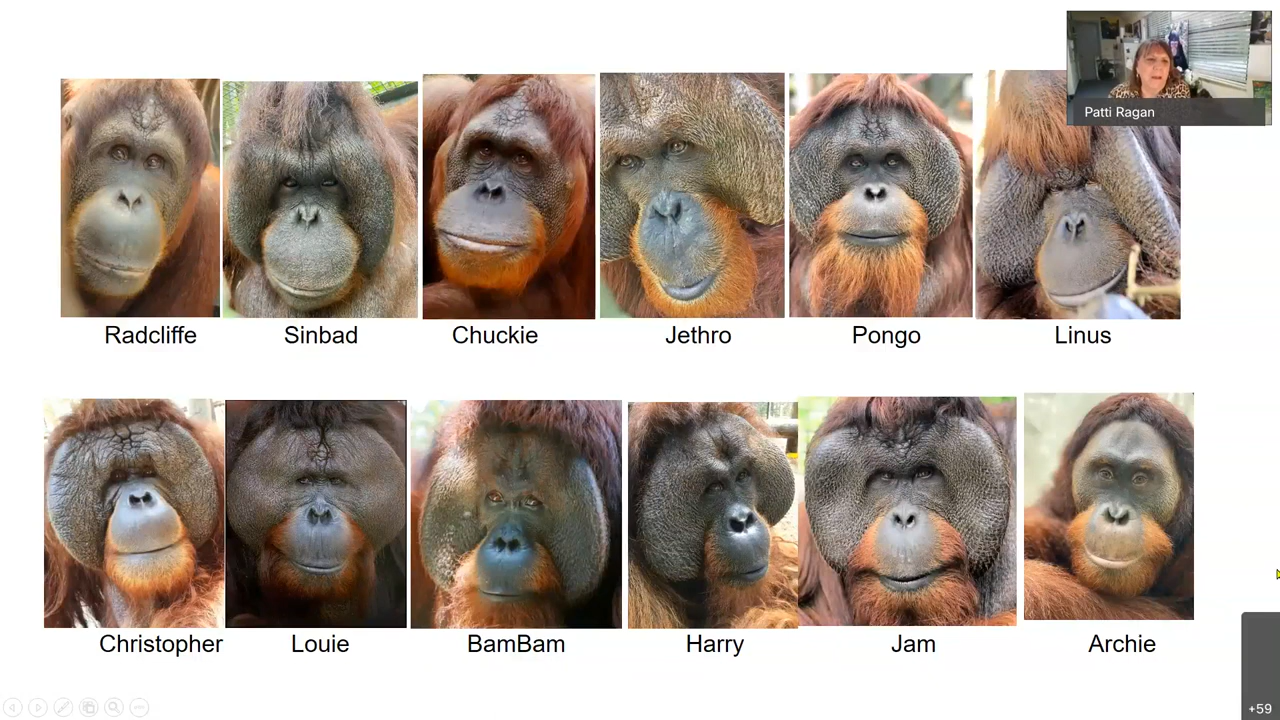 Patti Ragan
Radcliffe
Sinbad
Chuckie
Jethro
Pongo
Linus
Christopher
Louie
BamBam
Harry
Jam
Archie
+59